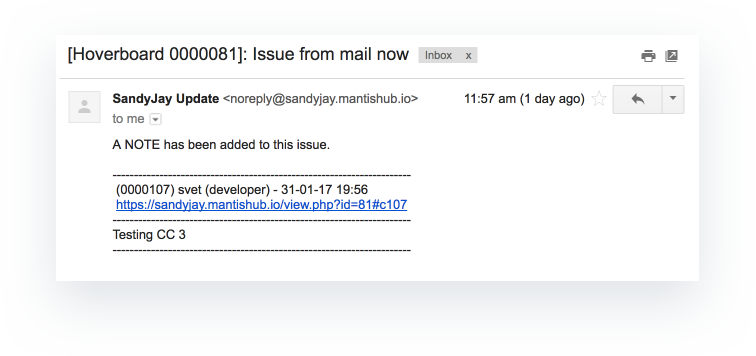 [Hoverboard 0000081]: Issue from mail now Inbox x
SandyJay Update <noreply@sandyjay.mantishub.io> 11:57 am (1 day ago)
to me
A NOTE has been added to this issue.
----------------------------------------------------------------------
(0000107) svet (developer) - 31-01-17 19:56
https://sandyjay.mantishub.io/view.php?id=81#c107
----------------------------------------------------------------------
Testing CC 3
----------------------------------------------------------------------